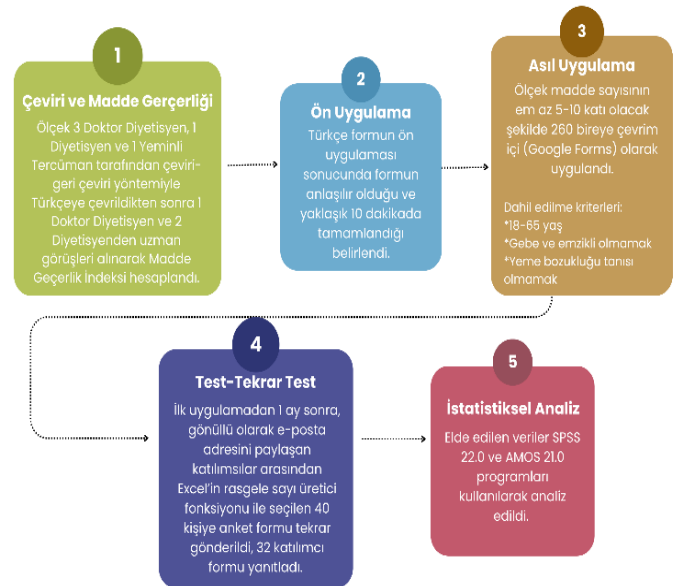 1
Çeviri ve Madde Gerçerliği
Ölçek 3 Doktor Diyetisyen, 1
Diyetisyen ve 1 Yeminli
Tercüman tarafından çeviri-
geri çeviri yöntemiyle
Türkçeye çevrildikten sonra 1
Doktor Diyetisyen ve 2
Diyetisyenden uzman
görüşleri alınarak Madde
Geçerlik İndeksi hesaplandı.
2
Ön Uygulama
Türkçe formun ön
uygulaması
sonucunda formun
anlaşılır olduğu ve
yaklaşık 10 dakikada
tamamlandığı
belirlendi.
3
Asıl Uygulama
Ölçek madde sayısının
em az 5-10 katı olacak
şekilde 260 bireye çevrim
içi (Google Forms) olarak
uygulandı.
Dahil edilme kriterleri:
*18-65 yaş
*Gebe ve emzikli olmamak
*Yeme bozukluğu tanısı
olmamak
4
Test-Tekrar Test
İlk uygulamadan 1 ay sonra,
gönüllü olarak e-posta
adresini paylaşan
katılımsılar arasından
Excel'in rasgele sayı üretici
fonksiyonu ile seçilen 40
kişiye anket formu tekrar
gönderildi, 32 katılımcı
formu yanıtladı.
5
İstatistiksel Analiz
Elde edilen veriler SPSS
22.0 ve AMOS 21.0
programları
kullanılarak analiz
edildi.